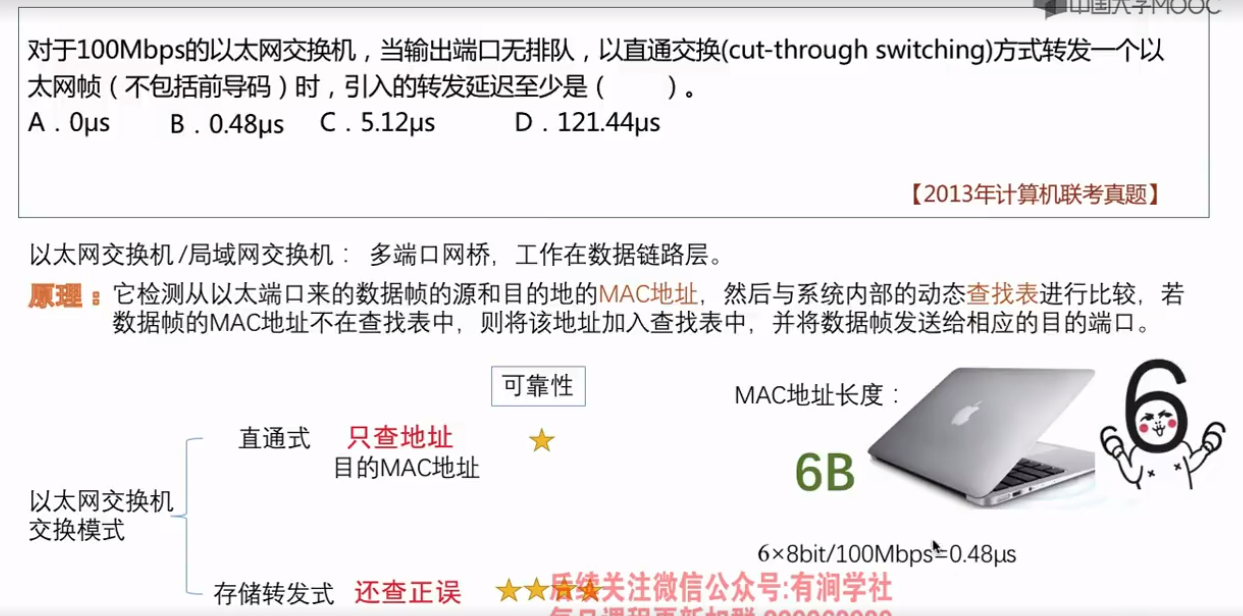 中国大学MOOC
对于100Mbps的以太网交换机，当输出端口无排队，以直通交换(cut-through switching)方式转发一个以
太网帧（不包括前导码）时，引入的转发延迟至少是（　　）。
A．0μs　B．0.48μs　C．5.12μs　D．121.44μs
【2013年计算机联考真题】
以太网交换机/局域网交换机： 多端口网桥，工作在数据链路层。
原理：它检测从以太端口来的数据帧的源和目的地的MAC地址，然后与系统内部的动态查找表进行比较，若
数据帧的MAC地址不在查找表中，则将该地址加入查找表中，并将数据帧发送给相应的目的端口。
可靠性
MAC地址长度：
直通式 只查地址
目的MAC地址
6B
6
以太网交换机
交换模式
6×8bit/100Mbps=0.48μs
存储转发式 还查正误
后续关注微信公众号:有涧学社